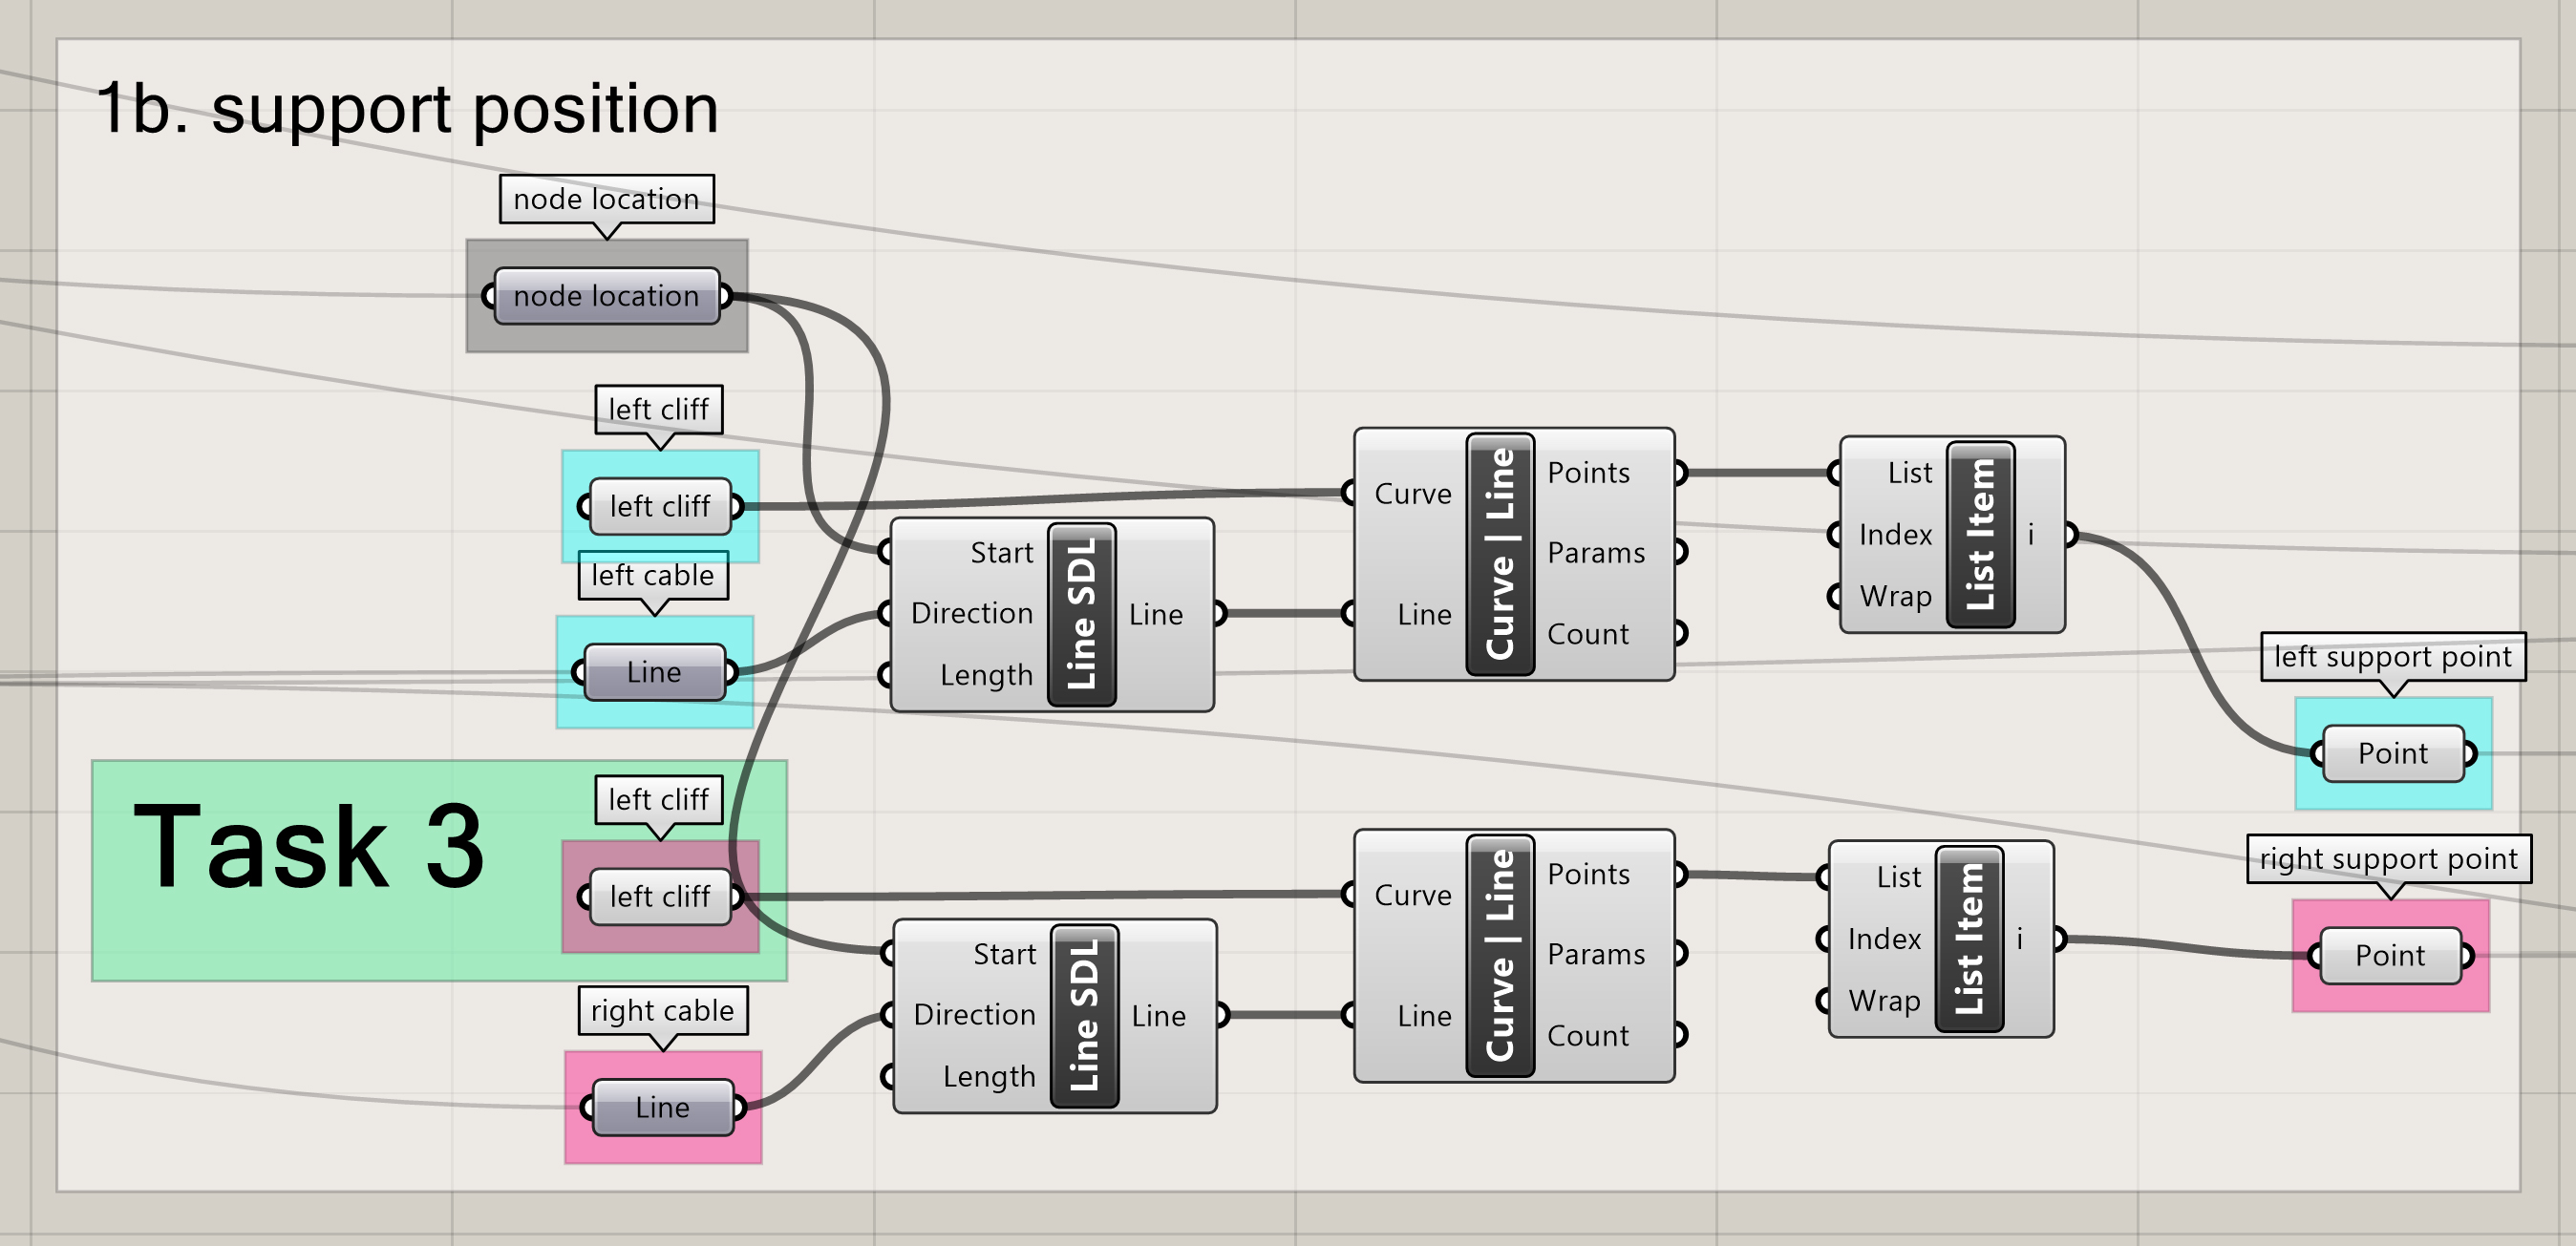 1b. support position
node location
node location
left cliff
left cliff
left cable
Line
Start
Direction
Length
Line SDL
Line
Curve
Line
Curve | Line
Points
Params
Count
List
Index
Wrap
List Item
i
left support point
Point
Task 3
left cliff
left cliff
right cable
Line
Start
Direction
Length
Line SDL
Line
Curve
Line
Curve | Line
Points
Params
Count
List
Index
Wrap
List Item
i
right support point
Point